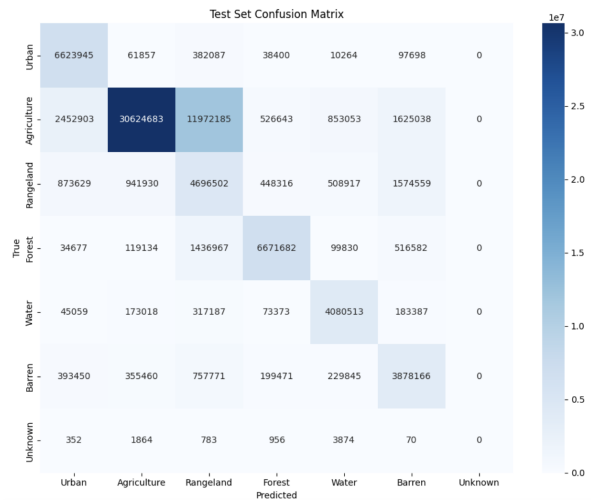 Test Set Confusion Matrix
1e7
Urban 6623945 61857 382087 38400 10264 97698 0
Agriculture 2452903 30624683 11972185 526643 853053 1625038 0
Rangeland 873629 941930 4696502 448316 508917 1574559 0
Forest 34677 119134 1436967 6671682 99830 516582 0
Water 45059 173018 317187 73373 4080513 183387 0
Barren 393450 355460 757771 199471 229845 3878166 0
Unknown 352 1864 783 956 3874 70 0
Urban Agriculture Rangeland Forest Water Barren Unknown
Predicted
True
3.0
2.5
2.0
1.5
1.0
0.5
0.0